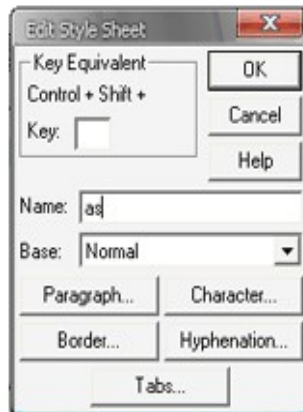 Edit Style Sheet
Key Equivalent
Control + Shift +
Key:
OK
Cancel
Help
Name: as
Base: Normal
Paragraph... Character...
Border... Hyphenation...
Tabs...